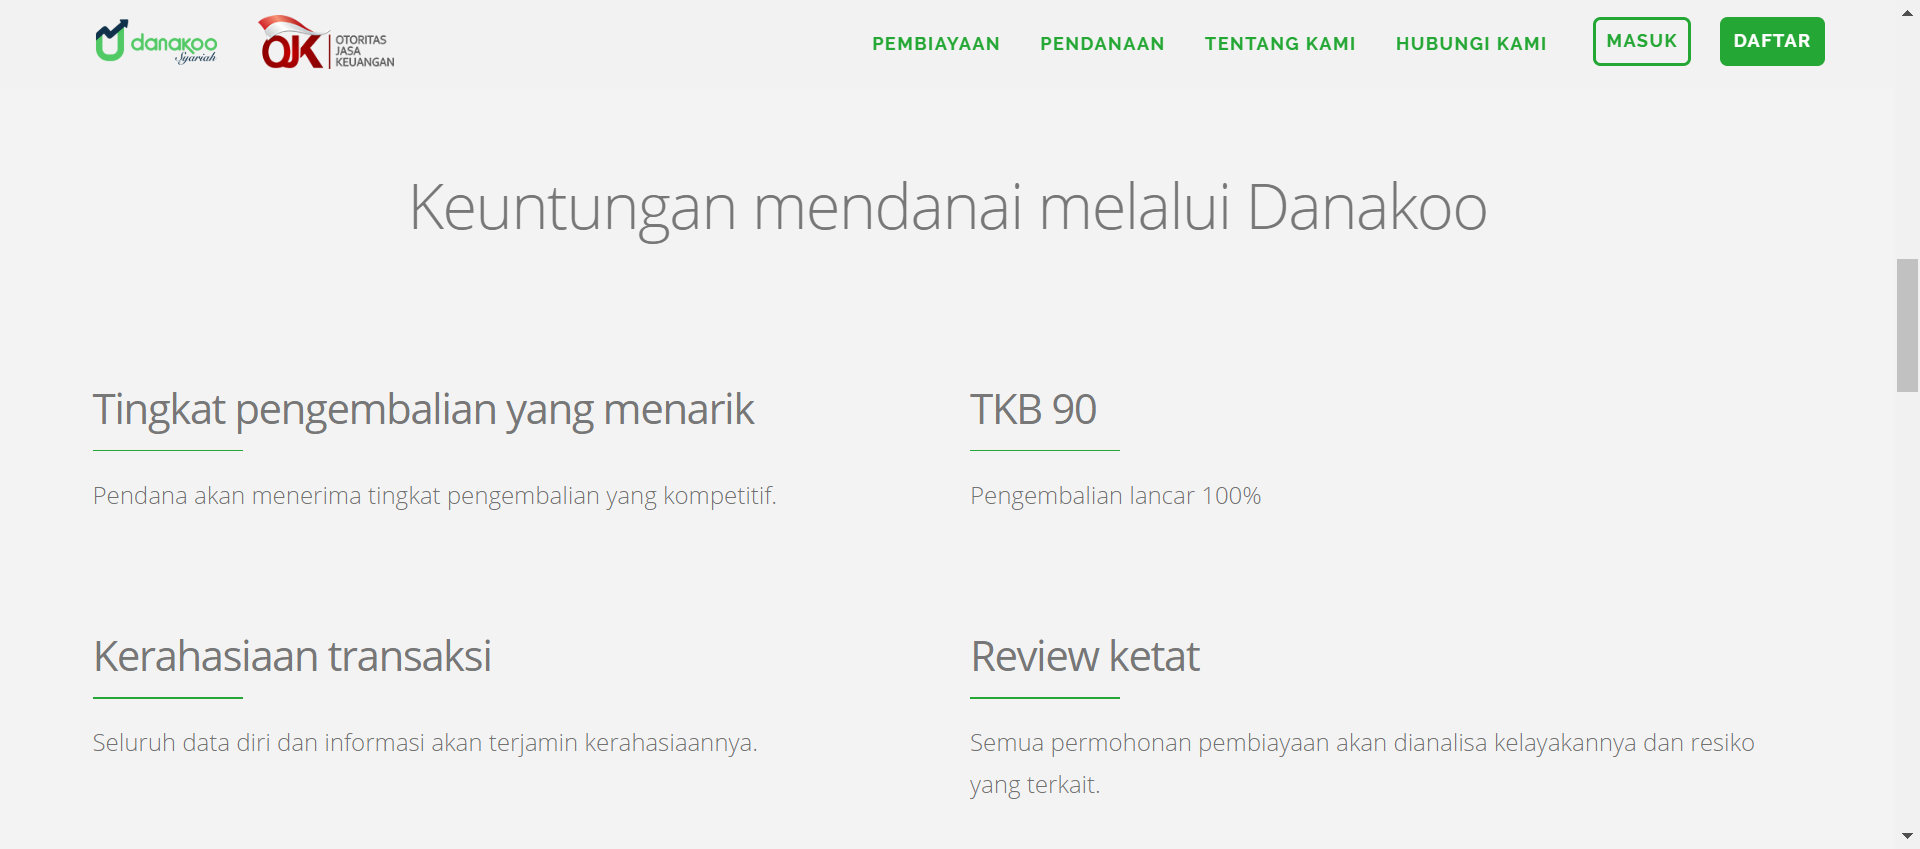 danakoo
Syariah
OJK
OTORITAS
JASA
KEUANGAN
PEMBIAYAAN
PENDANAAN
TENTANG KAMI
HUBUNGI KAMI
MASUK
DAFTAR
Keuntungan mendanai melalui Danakoo
Tingkat pengembalian yang menarik
Pendana akan menerima tingkat pengembalian yang kompetitif.
TKB 90
Pengembalian lancar 100%
Kerahasiaan transaksi
Seluruh data diri dan informasi akan terjamin kerahasiaannya.
Review ketat
Semua permohonan pembiayaan akan dianalisa kelayakannya dan resiko
yang terkait.